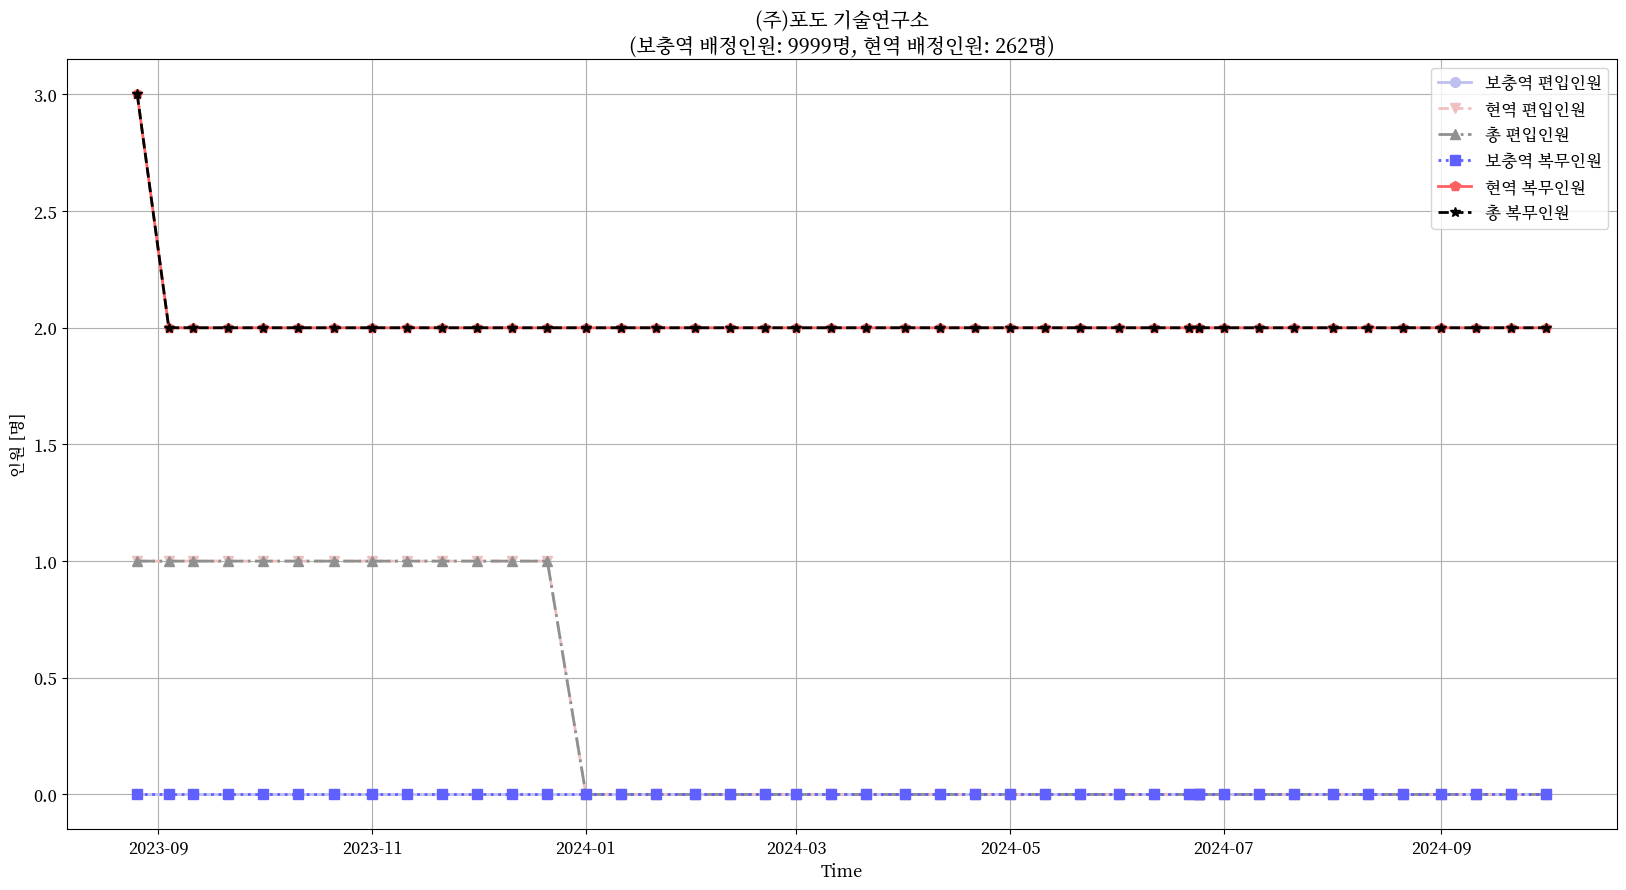 (주)포도 기술연구소
(보충역 배정인원: 9999명, 현역 배정인원: 262명)
보충역 편입인원
현역 편입인원
총 편입인원
보충역 복무인원
현역 복무인원
총 복무인원
인원 [명]
3.0
2.5
2.0
1.5
1.0
0.5
0.0
2023-09
2023-11
2024-01
2024-03
2024-05
2024-07
2024-09
Time